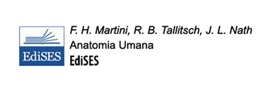 F. H. Martini, R. B. Tallitsch, J. L. Nath
Anatomia Umana
EdiSES
EdiSES